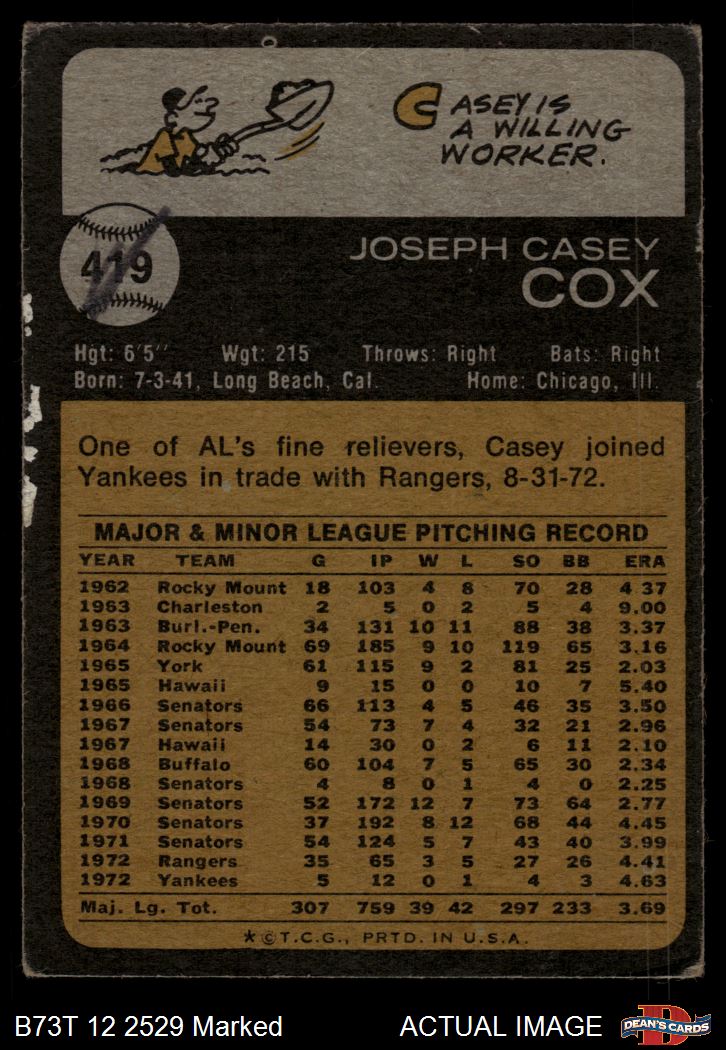 CASEY IS
A WILLING
WORKER.
419
JOSEPH CASEY
COX
Hgt: 6'5" Wgt: 215 Throws: Right Bats: Right
Born: 7-3-41, Long Beach, Cal. Home: Chicago, Ill.
One of AL's fine relievers, Casey joined
Yankees in trade with Rangers, 8-31-72.
MAJOR & MINOR LEAGUE PITCHING RECORD
YEAR TEAM G IP W L SO BB ERA
1962 Rocky Mount 18 103 4 8 70 28 4.37
1963 Charleston 2 5 0 2 5 4 9.00
1963 Burl.-Pen. 34 131 10 11 88 38 3.37
1964 Rocky Mount 69 185 9 10 119 65 3.16
1965 York 61 115 9 2 81 25 2.03
1965 Hawaii 9 15 0 0 10 7 5.40
1966 Senators 66 113 4 5 46 35 3.50
1967 Senators 54 73 7 4 32 21 2.96
1967 Hawaii 14 30 0 2 6 11 2.10
1968 Buffalo 60 104 7 5 65 30 2.34
1968 Senators 4 8 0 1 4 0 2.25
1969 Senators 52 172 12 7 73 64 2.77
1970 Senators 37 192 8 12 68 44 4.45
1971 Senators 54 124 5 7 43 40 3.99
1972 Rangers 35 65 3 5 27 26 4.41
1972 Yankees 5 12 0 1 4 3 4.63
Maj. Lg. Tot. 307 759 39 42 297 233 3.69
★©T.C.G., PRTD. IN U.S.A.
B73T 12 2529 Marked ACTUAL IMAGE
D
DEAN'S CARDS